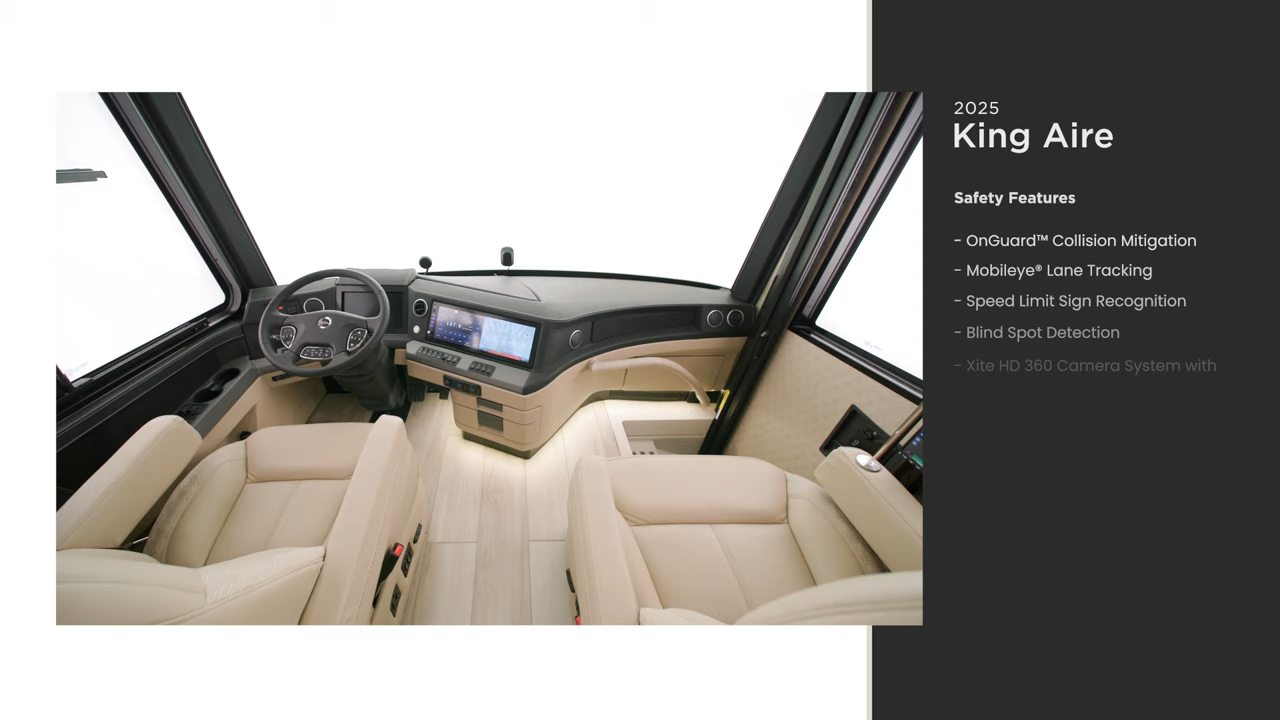 2025
King Aire
Safety Features
- OnGuard™ Collision Mitigation
- Mobileye® Lane Tracking
- Speed Limit Sign Recognition
- Blind Spot Detection
- Xite HD 360 Camera System with